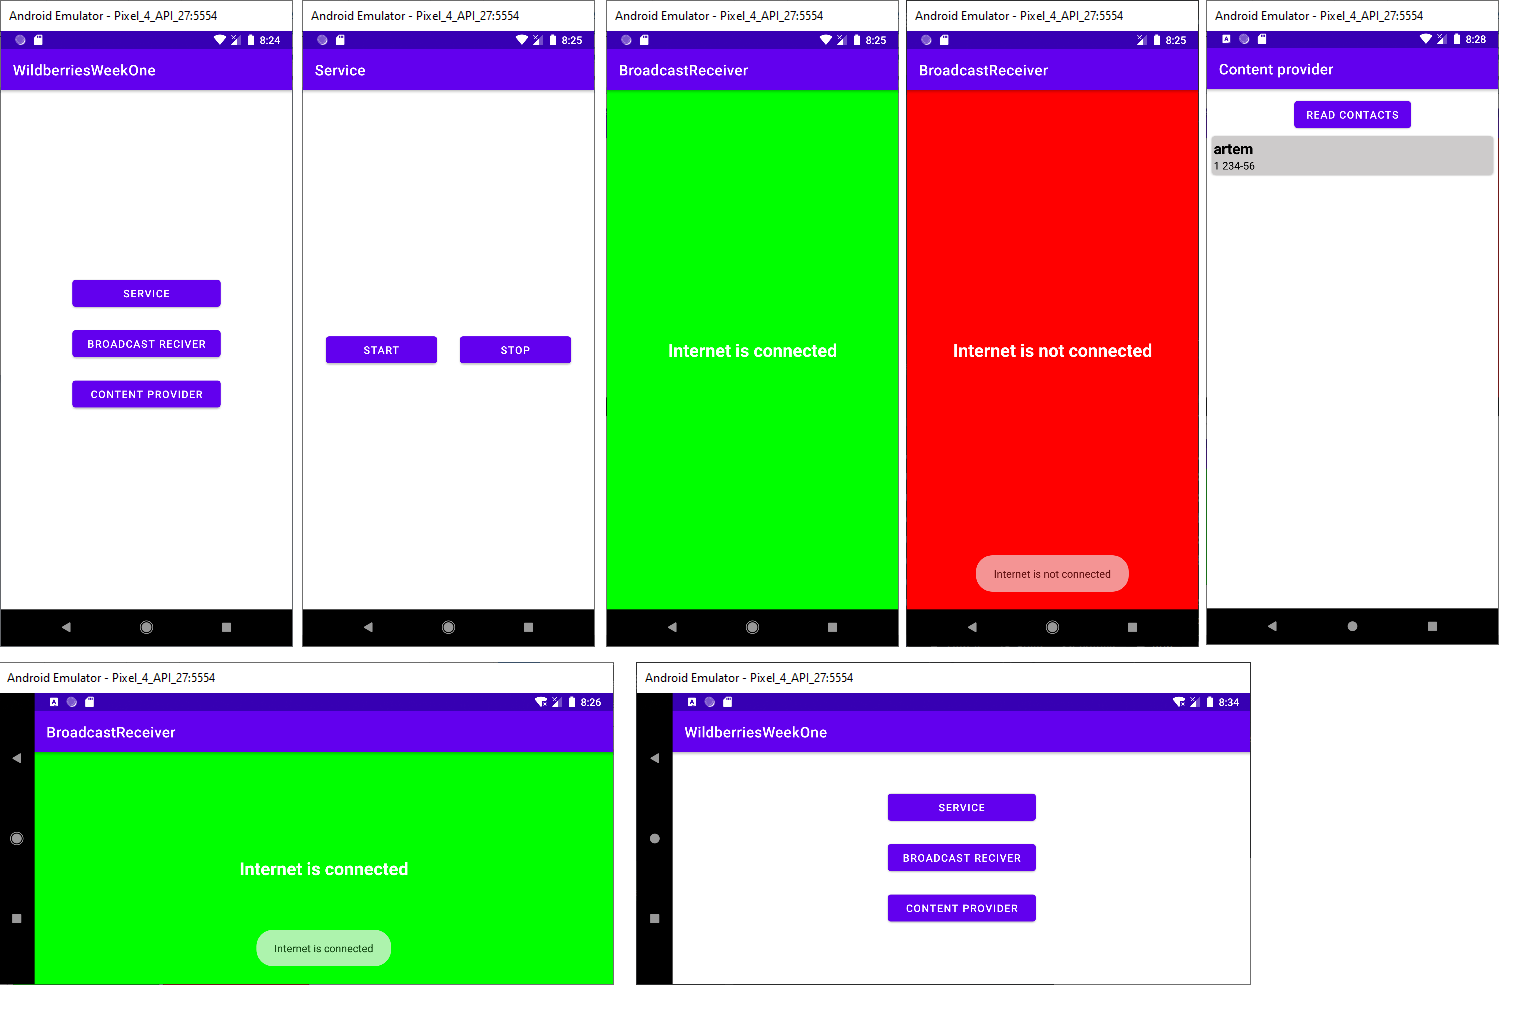 Android Emulator - Pixel_4_API_27:5554
8:24
WildberriesWeekOne
SERVICE
BROADCAST RECIVER
CONTENT PROVIDER
Android Emulator - Pixel_4_API_27:5554
8:25
Service
START
STOP
Android Emulator - Pixel_4_API_27:5554
8:25
BroadcastReceiver
Internet is connected
Android Emulator - Pixel_4_API_27:5554
8:25
BroadcastReceiver
Internet is not connected
Internet is not connected
Android Emulator - Pixel_4_API_27:5554
A
8:28
Content provider
READ CONTACTS
artem
1 234-56
Android Emulator - Pixel_4_API_27:5554
A
8:26
BroadcastReceiver
Internet is connected
Internet is connected
Android Emulator - Pixel_4_API_27:5554
A
8:34
WildberriesWeekOne
SERVICE
BROADCAST RECIVER
CONTENT PROVIDER